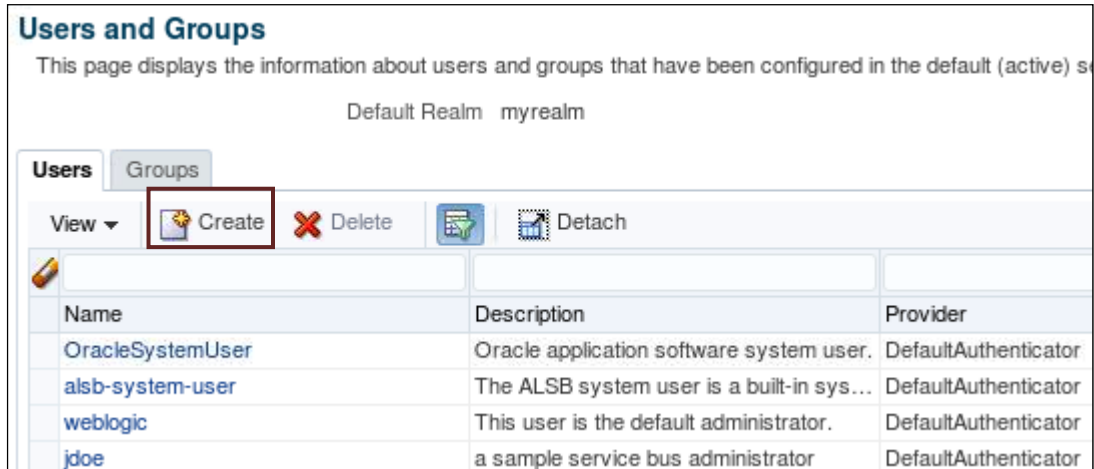 Users and Groups
This page displays the information about users and groups that have been configured in the default (active) se
Default Realm myrealm
Users Groups
View Create Delete Detach
Name Description Provider
OracleSystemUser Oracle application software system user. DefaultAuthenticator
alsb-system-user The ALSB system user is a built-in sys... DefaultAuthenticator
weblogic This user is the default administrator. DefaultAuthenticator
jdoe a sample service bus administrator DefaultAuthenticator